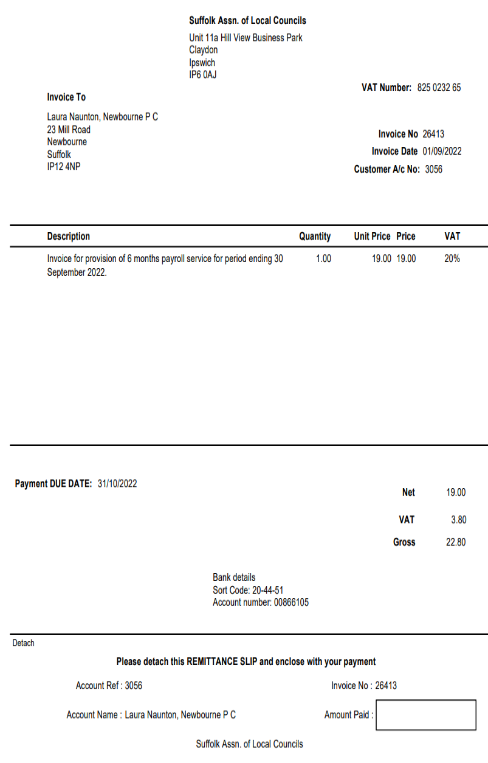 Suffolk Assn. of Local Councils
Unit 11a Hill View Business Park
Claydon
Ipswich
IP6 0AJ
VAT Number: 825 0232 65
Invoice To
Laura Naunton, Newbourne P C
23 Mill Road
Newbourne
Suffolk
IP12 4NP
Invoice No 26413
Invoice Date 01/09/2022
Customer A/c No: 3056
Description Quantity Unit Price Price VAT
Invoice for provision of 6 months payroll service for period ending 30 1.00 19.00 19.00 20%
September 2022.
Payment DUE DATE: 31/10/2022
Net 19.00
VAT 3.80
Gross 22.80
Bank details
Sort Code: 20-44-51
Account number: 00866105
Detach
Please detach this REMITTANCE SLIP and enclose with your payment
Account Ref : 3056 Invoice No : 26413
Account Name : Laura Naunton, Newbourne P C Amount Paid :
Suffolk Assn. of Local Councils